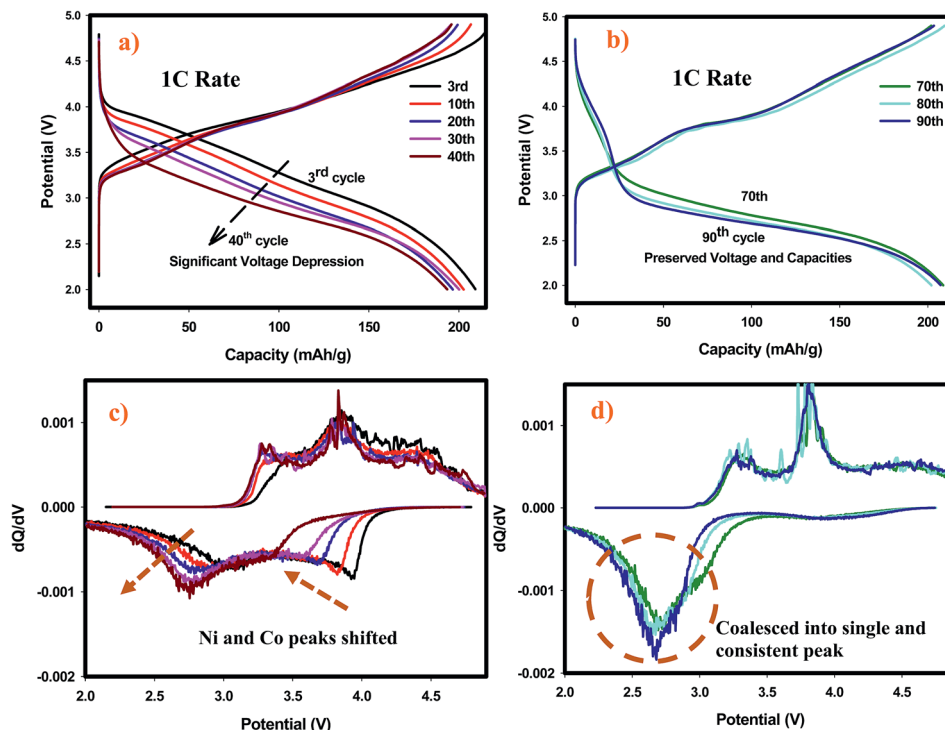 a)
1C Rate
3rd
10th
20th
30th
40th
3rd cycle
40th cycle
Significant Voltage Depression
Potential (V)
5.0
4.5
4.0
3.5
3.0
2.5
2.0
0 50 100 150 200
Capacity (mAh/g)
b)
1C Rate
70th
80th
90th
70th
90th cycle
Preserved Voltage and Capacities
Potential (V)
5.0
4.5
4.0
3.5
3.0
2.5
2.0
0 50 100 150 200
Capacity (mAh/g)
c)
Ni and Co peaks shifted
dQ/dV
0.001
0.000
-0.001
-0.002
2.0 2.5 3.0 3.5 4.0 4.5
Potential (V)
d)
Coalesced into single and
consistent peak
dQ/dV
0.001
0.000
-0.001
-0.002
2.0 2.5 3.0 3.5 4.0 4.5
Potential (V)